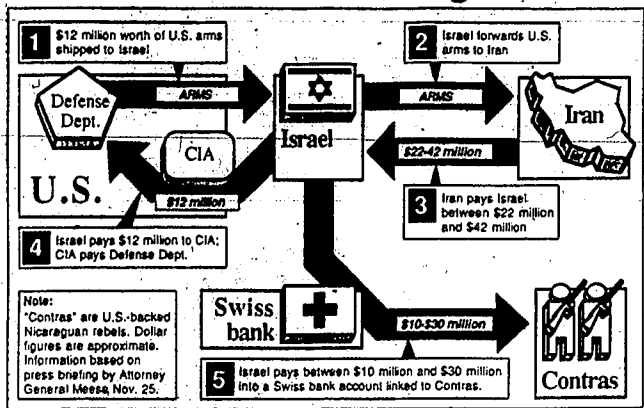 1 $12 million worth of U.S. arms
shipped to Israel
2 Israel forwards U.S.
arms to Iran
Defense
Dept.
ARMS
Israel
ARMS
Iran
CIA
U.S.
$12 million
$22-42 million
3 Iran pays Israel
between $22 million
and $42 million
4 Israel pays $12 million to CIA;
CIA pays Defense Dept.
Note:
"Contras" are U.S.-backed
Nicaraguan rebels. Dollar
figures are approximate.
Information based on
press briefing by Attorney
General Meese, Nov. 25.
Swiss
bank
$10-$30 million
Contras
5 Israel pays between $10 million and $30 million
into a Swiss bank account linked to Contras.